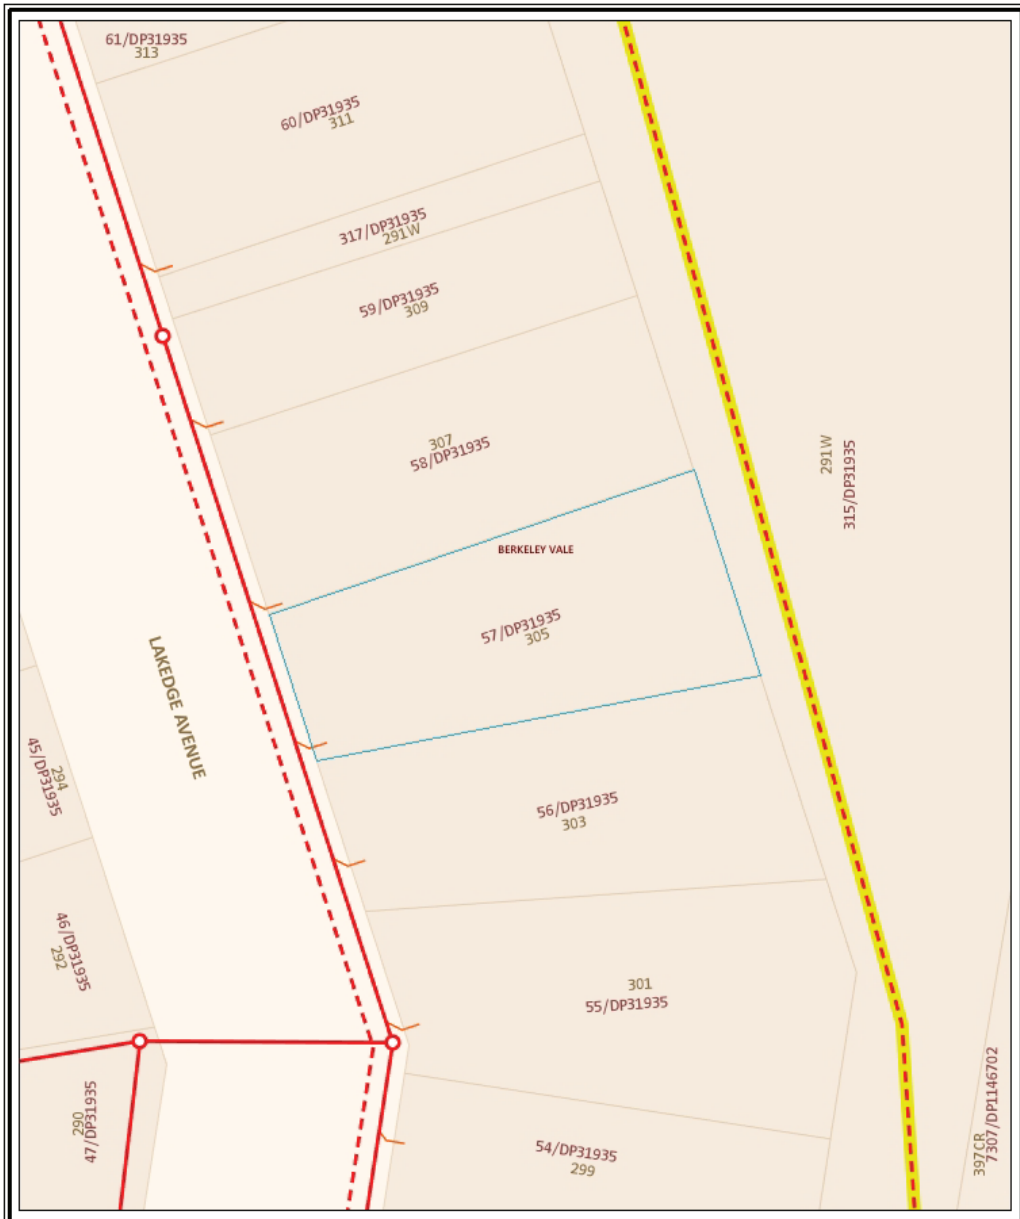 61/DP31935
313
60/DP31935
311
317/DP31935
291W
59/DP31935
309
307
58/DP31935
291W
315/DP31935
BERKELEY VALE
57/DP31935
305
LAKEDGE AVENUE
294
45/DP31935
56/DP31935
303
46/DP31935
292
301
55/DP31935
290
47/DP31935
54/DP31935
299
397CR
7307/DP1146702